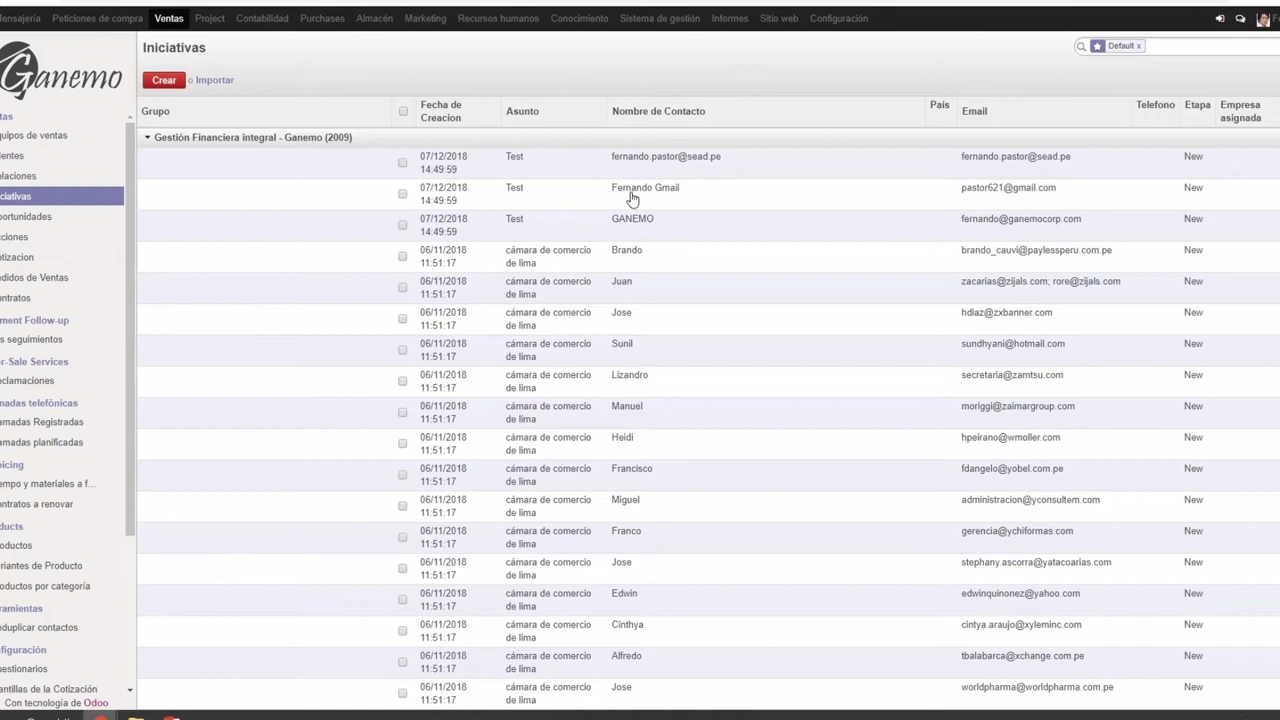 ensajería Peticiones de compra Ventas Project Contabilidad Purchases Almacén Marketing Recursos humanos Conocimiento Sistema de gestión Informes Sitio web Configuración
Ganemo
tas
quipos de ventas
ientes
elaciones
iciativas
portunidades
ciones
otizacion
edidos de Ventas
ontratos
ment Follow-up
s seguimientos
er-Sale Services
eclamaciones
madas telefónicas
amadas Registradas
amadas planificadas
oicing
empo y materiales a f...
ontratos a renovar
ducts
oductos
riantes de Producto
oductos por categoría
ramientas
eduplicar contactos
figuración
uestionarios
antillas de la Cotización
Con tecnología de Odoo
Iniciativas
Default x
Crear o Importar
Grupo Fecha de Creacion Asunto Nombre de Contacto País Email Telefono Etapa Empresa asignada
Gestión Financiera integral - Ganemo (2009)
07/12/2018 Test fernando.pastor@sead.pe fernando.pastor@sead.pe New
14:49:59
07/12/2018 Test Fernando Gmail pastor621@gmail.com New
14:49:59
07/12/2018 Test GANEMO fernando@ganemocorp.com New
14:49:59
06/11/2018 cámara de comercio Brando brando_cauvi@paylessperu.com.pe New
11:51:17 de lima
06/11/2018 cámara de comercio Juan zacarias@zijals.com; rore@zijals.com New
11:51:17 de lima
06/11/2018 cámara de comercio Jose hdiaz@zxbanner.com New
11:51:17 de lima
06/11/2018 cámara de comercio Sunil sundhyani@hotmail.com New
11:51:17 de lima
06/11/2018 cámara de comercio Lizandro secretaria@zamtsu.com New
11:51:17 de lima
06/11/2018 cámara de comercio Manuel moriggi@zaimargroup.com New
11:51:17 de lima
06/11/2018 cámara de comercio Heidi hpeirano@wmoller.com New
11:51:17 de lima
06/11/2018 cámara de comercio Francisco fdangelo@yobel.com.pe New
11:51:17 de lima
06/11/2018 cámara de comercio Miguel administracion@yconsultem.com New
11:51:17 de lima
06/11/2018 cámara de comercio Franco gerencia@ychiformas.com New
11:51:17 de lima
06/11/2018 cámara de comercio Jose stephany.ascorra@yatacoarias.com New
11:51:17 de lima
06/11/2018 cámara de comercio Edwin edwinquinonez@yahoo.com New
11:51:17 de lima
06/11/2018 cámara de comercio Cinthya cintya.araujo@xyleminc.com New
11:51:17 de lima
06/11/2018 cámara de comercio Alfredo tbalabarca@xchange.com.pe New
11:51:17 de lima
06/11/2018 cámara de comercio Jose worldpharma@worldpharma.com.pe New
11:51:17 de lima